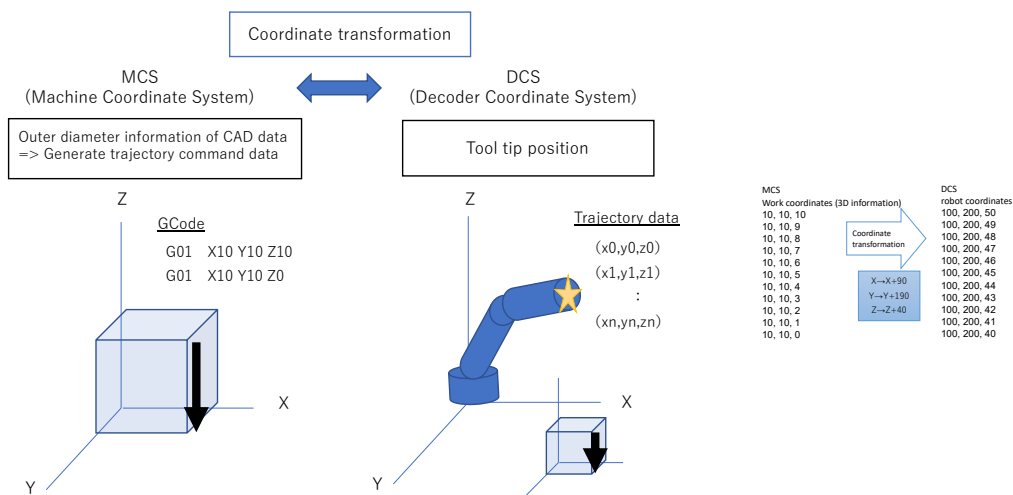 Coordinate transformation
MCS
(Machine Coordinate System)
DCS
(Decoder Coordinate System)
Outer diameter information of CAD data
=> Generate trajectory command data
Tool tip position
Z
GCode
G01 X10 Y10 Z10
G01 X10 Y10 Z0
X
Y
Z
Trajectory data
(x0,y0,z0)
(x1,y1,z1)
:
(xn,yn,zn)
X
Y
MCS
Work coordinates (3D information)
10, 10, 10
10, 10, 9
10, 10, 8
10, 10, 7
10, 10, 6
10, 10, 5
10, 10, 4
10, 10, 3
10, 10, 2
10, 10, 1
10, 10, 0
Coordinate
transformation
X→X+90
Y→Y+190
Z→Z+40
DCS
robot coordinates
100, 200, 50
100, 200, 49
100, 200, 48
100, 200, 47
100, 200, 46
100, 200, 45
100, 200, 44
100, 200, 43
100, 200, 42
100, 200, 41
100, 200, 40